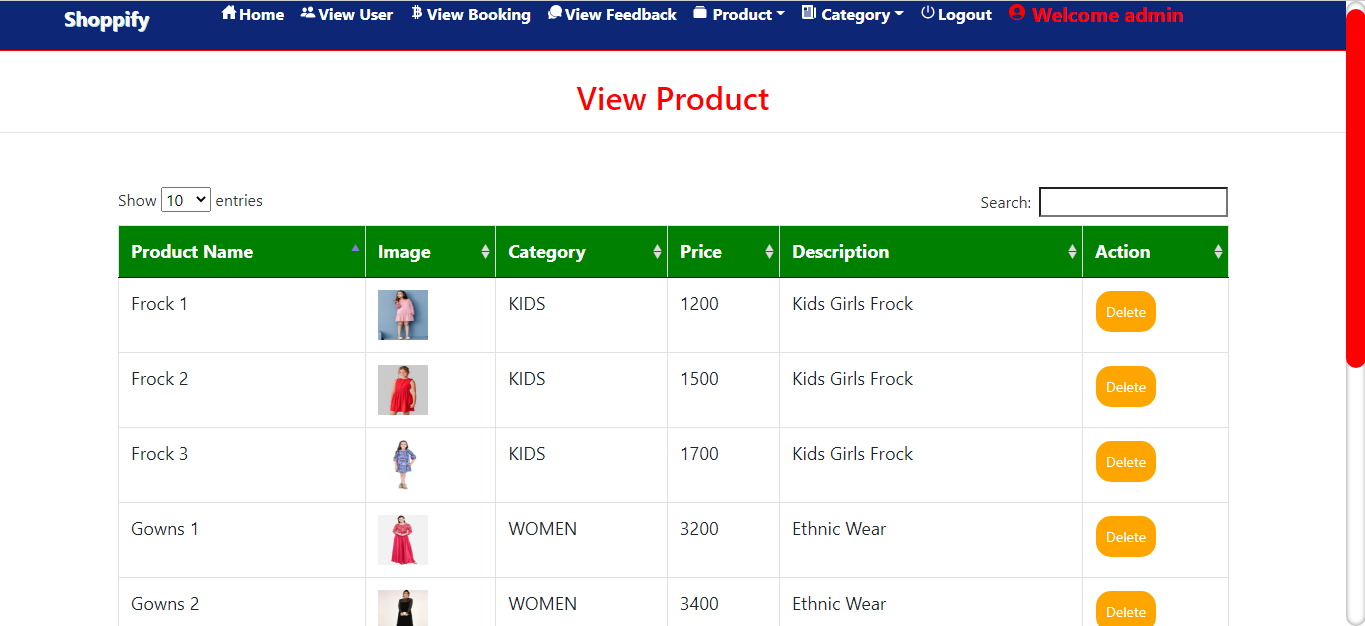 Shoppify Home View User View Booking View Feedback Product Category Logout Welcome admin
View Product
Show 10 entries Search:
Product Name Image Category Price Description Action
Frock 1 KIDS 1200 Kids Girls Frock Delete
Frock 2 KIDS 1500 Kids Girls Frock Delete
Frock 3 KIDS 1700 Kids Girls Frock Delete
Gowns 1 WOMEN 3200 Ethnic Wear Delete
Gowns 2 WOMEN 3400 Ethnic Wear Delete